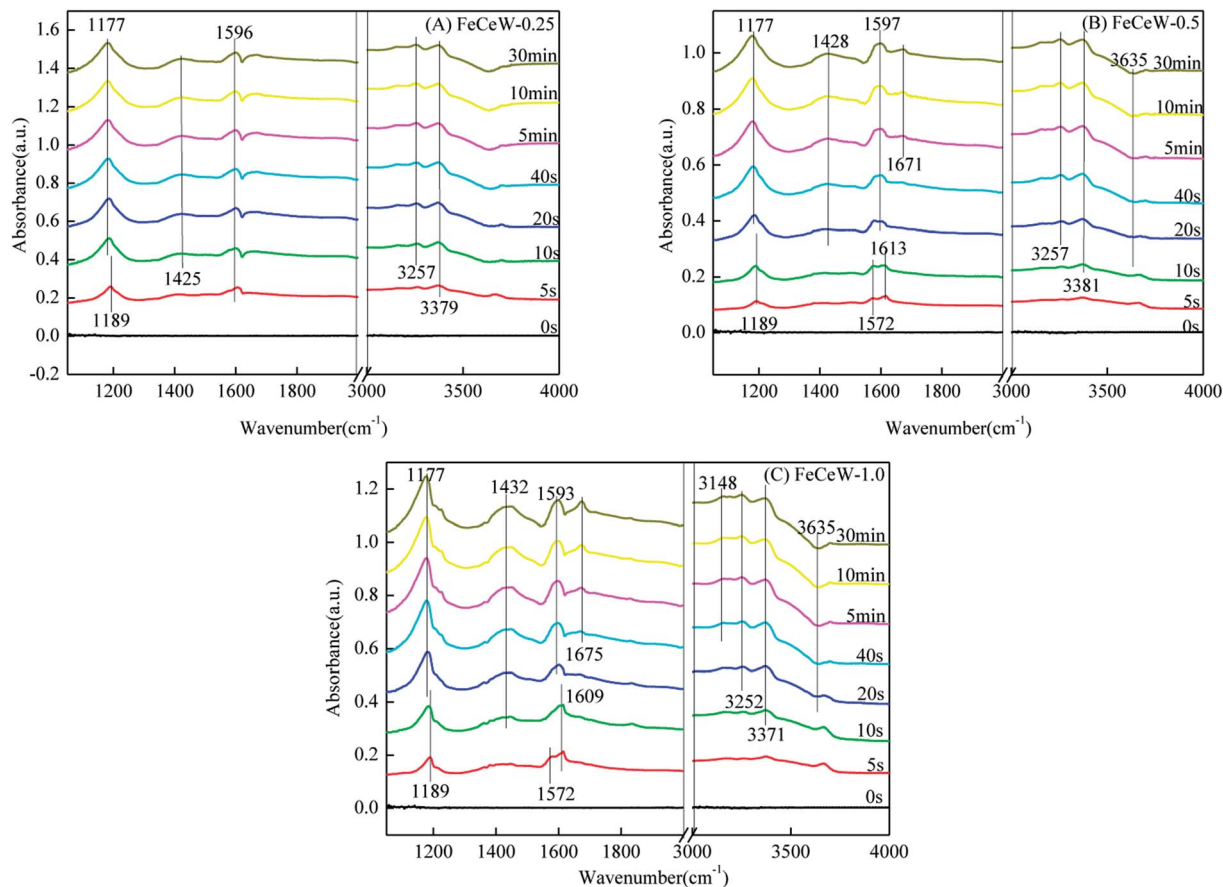 (A) FeCeW-0.25
1177
1596
30min
10min
5min
40s
20s
10s
5s
0s
1425
1189
3257
3379
1.6
1.4
1.2
1.0
0.8
0.6
0.4
0.2
0.0
-0.2
Absorbance(a.u.)
1200 1400 1600 1800 3000 3500 4000
Wavenumber(cm-1)
(B) FeCeW-0.5
1177
1428
1597
3635
30min
10min
5min
40s
20s
10s
5s
0s
1671
1613
3257
3381
1189
1572
1.0
0.8
0.6
0.4
0.2
0.0
Absorbance(a.u.)
1200 1400 1600 1800 3000 3500 4000
Wavenumber(cm-1)
(C) FeCeW-1.0
1177
1432
1593
3148
3635
30min
10min
5min
40s
20s
10s
5s
0s
1675
1609
3252
3371
1189
1572
1.2
1.0
0.8
0.6
0.4
0.2
0.0
Absorbance(a.u.)
1200 1400 1600 1800 3000 3500 4000
Wavenumber(cm-1)